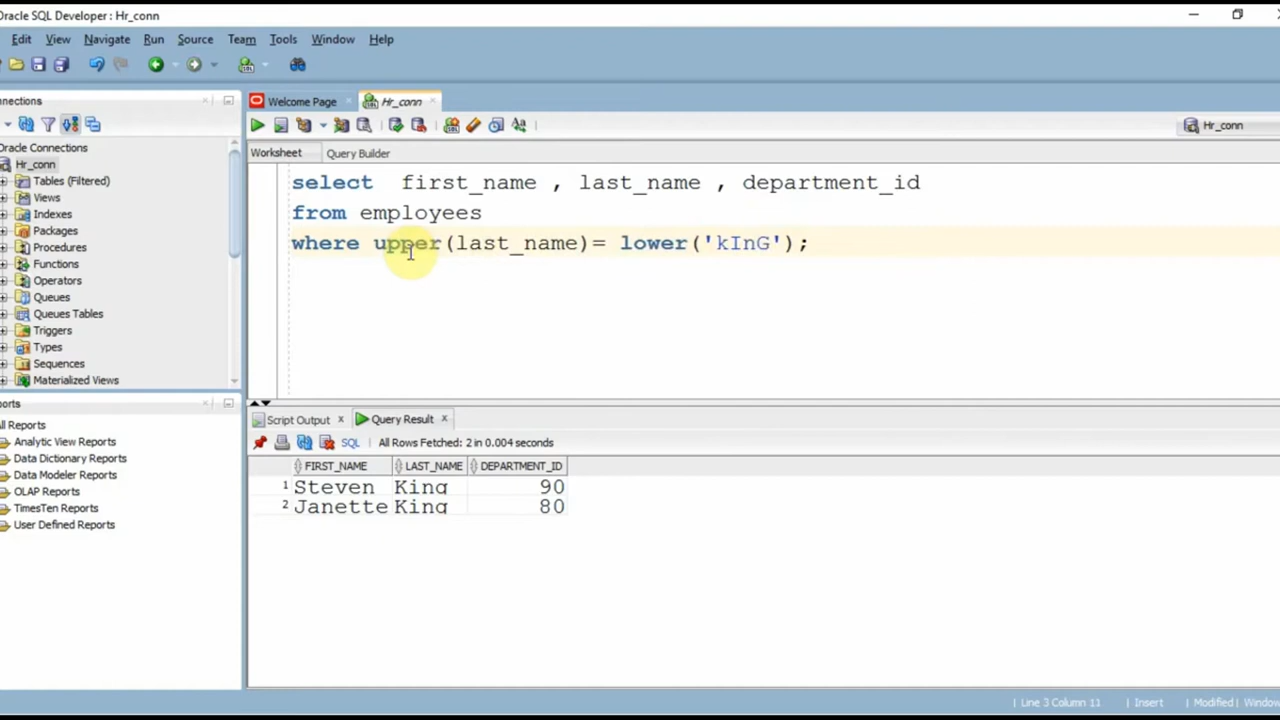 Oracle SQL Developer : Hr_conn
Edit View Navigate Run Source Team Tools Window Help
nnections
Welcome Page
Hr_conn
Hr_conn
Worksheet Query Builder
Oracle Connections
Hr_conn
Tables (Filtered)
Views
Indexes
Packages
Procedures
Functions
Operators
Queues
Queues Tables
Triggers
Types
Sequences
Materialized Views
select first_name , last_name , department_id
from employees
where upper(last_name)= lower('kInG');
ports
All Reports
Analytic View Reports
Data Dictionary Reports
Data Modeler Reports
OLAP Reports
TimesTen Reports
User Defined Reports
Script Output Query Result
SQL | All Rows Fetched: 2 in 0.004 seconds
FIRST_NAME LAST_NAME DEPARTMENT_ID
1 Steven King 90
2 Janette King 80
Line 3 Column 11 | Insert | Modified | Window